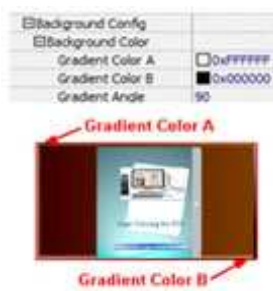 Background Config
Background Color
Gradient Color A 0xFFFFFF
Gradient Color B 0x000000
Gradient Angle 90
Gradient Color A
Gradient Color B